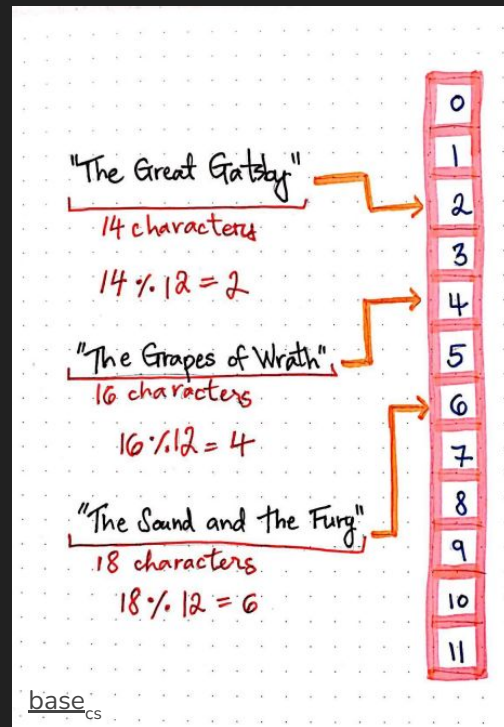 "The Great Gatsby"
14 characters
14 % 12 = 2
"The Grapes of Wrath"
16 characters
16 % 12 = 4
"The Sound and the Fury"
18 characters
18 % 12 = 6
0
1
2
3
4
5
6
7
8
9
10
11
base cs